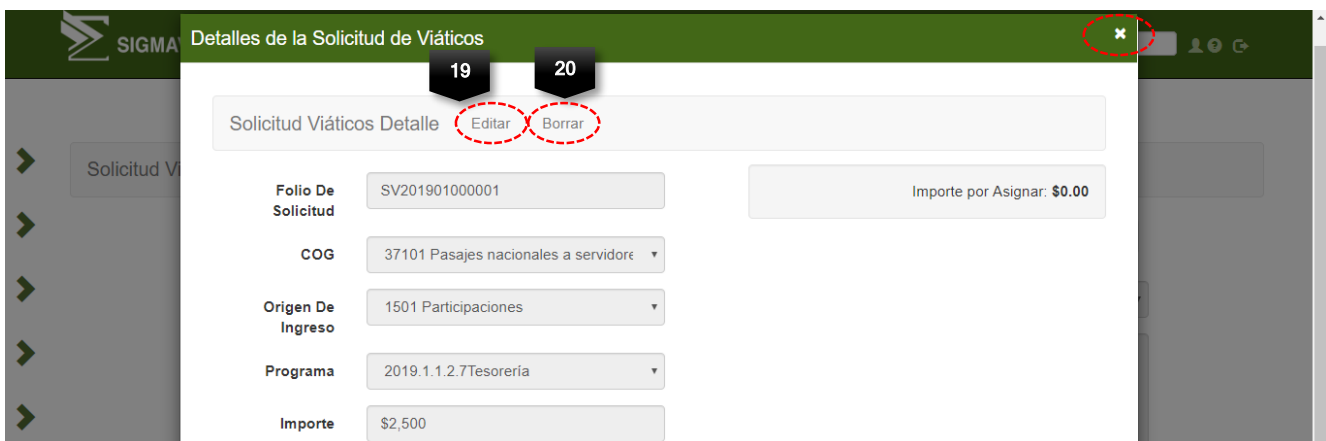 SIGMA
Detalles de la Solicitud de Viáticos
19
20
Solicitud Viáticos Detalle Editar Borrar
Solicitud
Folio De Solicitud SV201901000001
Importe por Asignar: $0.00
COG 37101 Pasajes nacionales a
Origen De Ingreso 1501 Participaciones
Programa 2019.1.1.2.7Tesorería
Importe $2,500